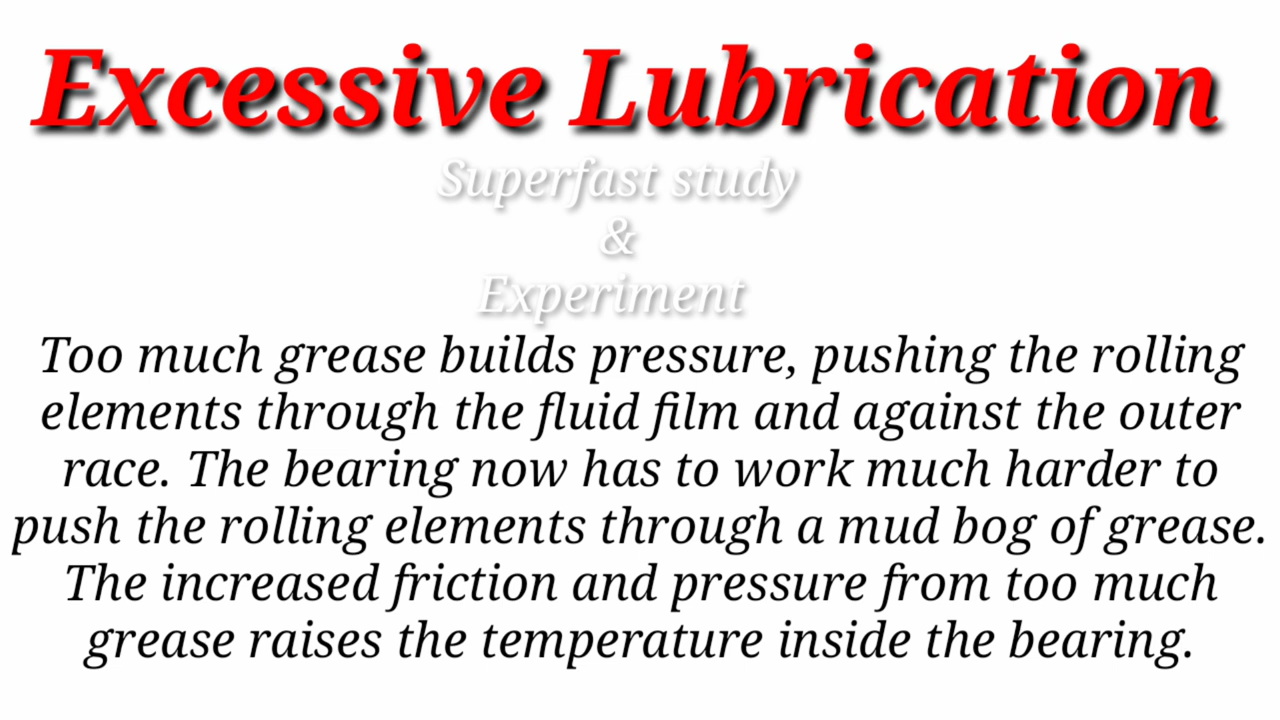 Excessive Lubrication
Superfast study
&
Experiment
Too much grease builds pressure, pushing the rolling
elements through the fluid film and against the outer
race. The bearing now has to work much harder to
push the rolling elements through a mud bog of grease.
The increased friction and pressure from too much
grease raises the temperature inside the bearing.